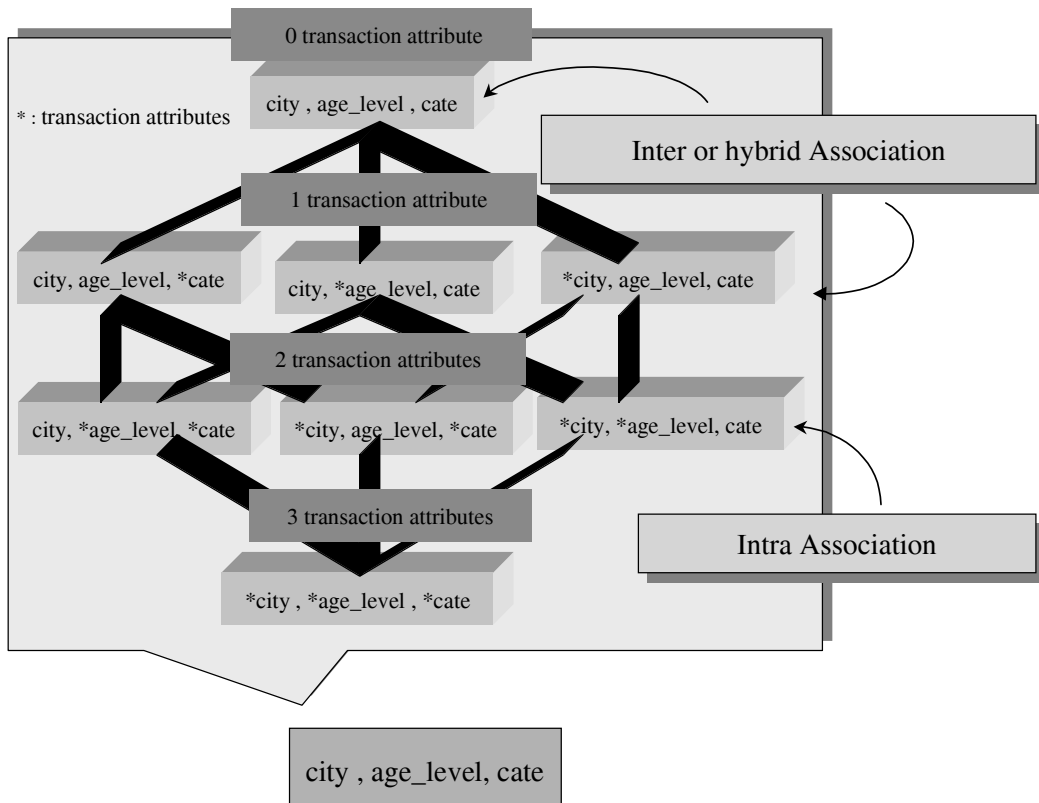 0 transaction attribute
city , age_level , cate
* : transaction attributes
Inter or hybrid Association
1 transaction attribute
city, age_level, *cate
city, *age_level, cate
*city, age_level, cate
2 transaction attributes
city, *age_level, *cate
*city, age_level, *cate
*city, *age_level, cate
3 transaction attributes
Intra Association
*city , *age_level , *cate
city , age_level, cate